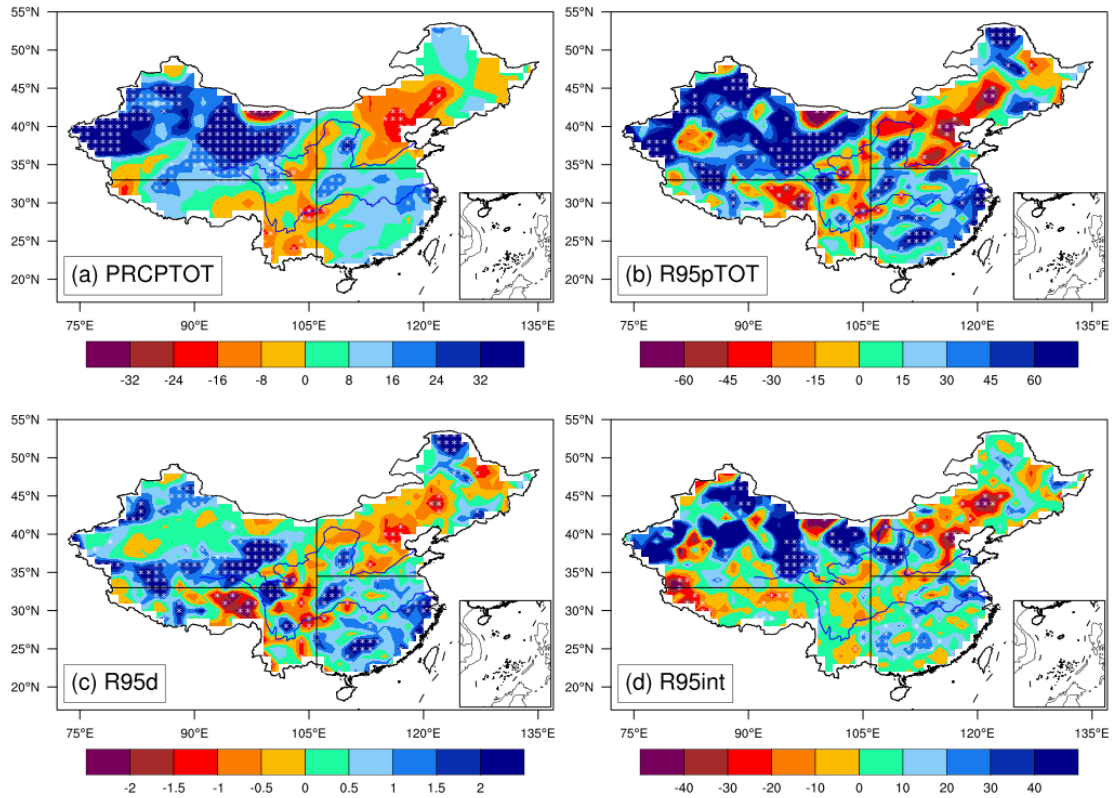 55°N
50°N
45°N
40°N
35°N
30°N
25°N
20°N
(a) PRCPTOT
75°E 90°E 105°E 120°E 135°E
-32 -24 -16 -8 0 8 16 24 32
55°N
50°N
45°N
40°N
35°N
30°N
25°N
20°N
(b) R95pTOT
75°E 90°E 105°E 120°E 135°E
-60 -45 -30 -15 0 15 30 45 60
55°N
50°N
45°N
40°N
35°N
30°N
25°N
20°N
(c) R95d
75°E 90°E 105°E 120°E 135°E
-2 -1.5 -1 -0.5 0 0.5 1 1.5 2
55°N
50°N
45°N
40°N
35°N
30°N
25°N
20°N
(d) R95int
75°E 90°E 105°E 120°E 135°E
-40 -30 -20 -10 0 10 20 30 40